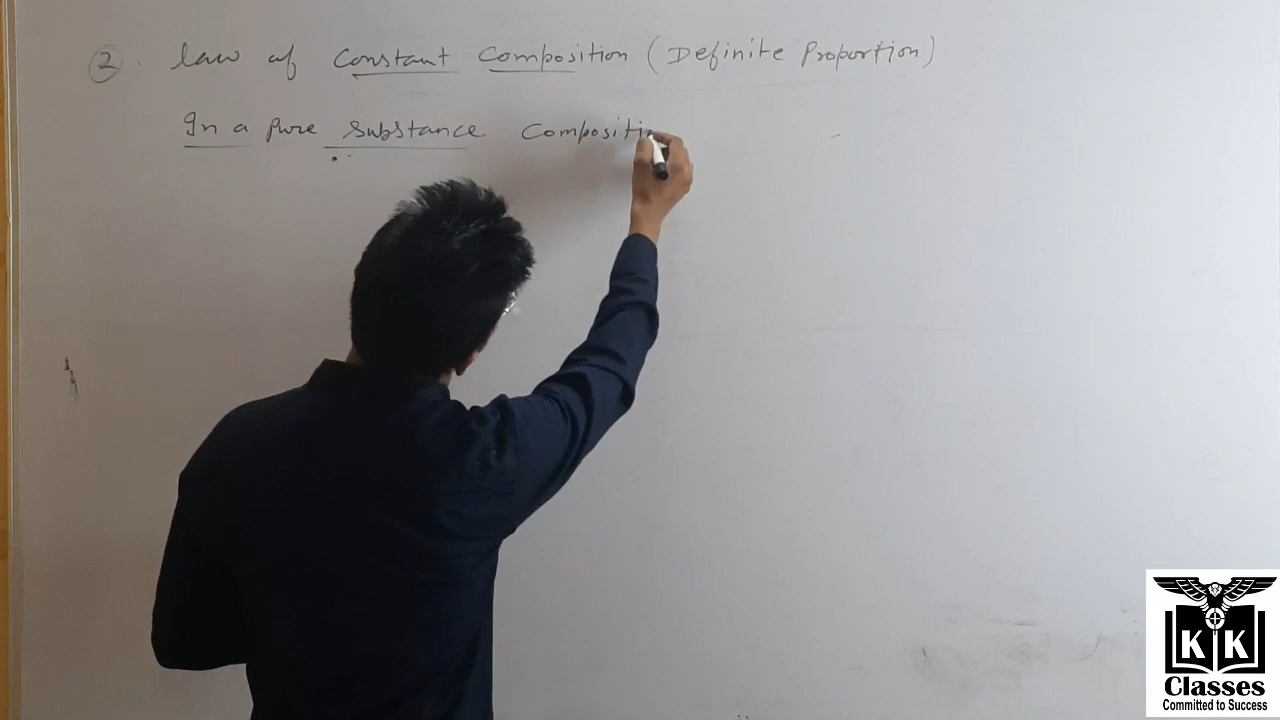 2. Law of Constant Composition (Definite Proportion)
In a pure substance Compositi
K K
Classes
Committed to Success